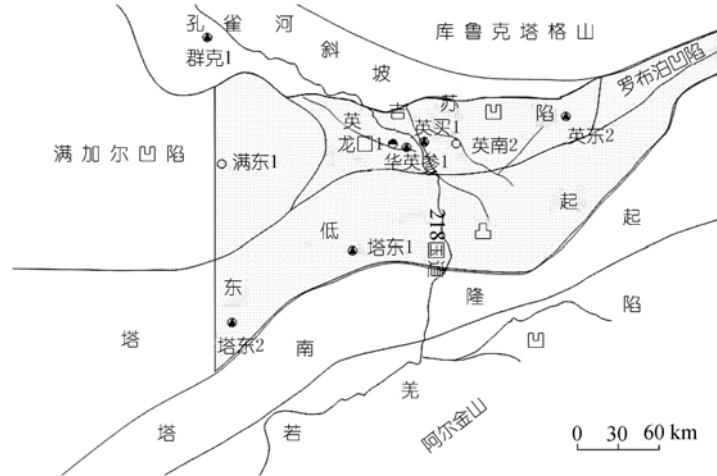 孔雀河斜坡
群克1
库鲁克塔格山
罗布泊凹陷
英吉苏凹陷
英买1
龙口1
华英参1
英南2
英东2
满加尔凹陷
满东1
218国道
塔东低凸起
塔东1
塔东2
塔南隆起
塔
若羌凹陷
阿尔金山
0 30 60 km